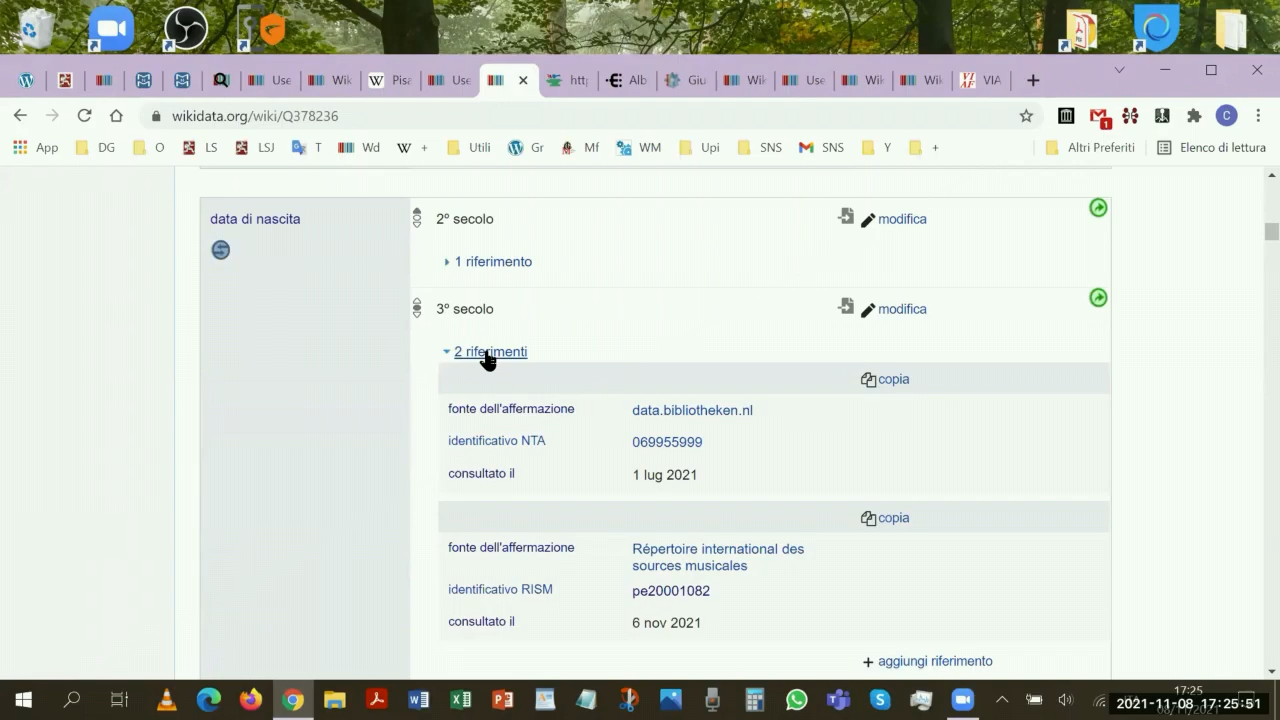 Use
Wik
Pisa
Use
htt
Alb
Giu
Wik
Use
Wik
Wik
VIA
wikidata.org/wiki/Q378236
1
C
App DG O LS LSJ T Wd + Utili Gr Mf WM Upi SNS SNS Y + Altri Preferiti Elenco di lettura
data di nascita
2º secolo
modifica
1 riferimento
3º secolo
modifica
2 riferimenti
copia
fonte dell'affermazione data.bibliotheken.nl
identificativo NTA 069955999
consultato il 1 lug 2021
copia
fonte dell'affermazione Répertoire international des
sources musicales
identificativo RISM pe20001082
consultato il 6 nov 2021
+ aggiungi riferimento
17:25
2021-11-08 17:25:51